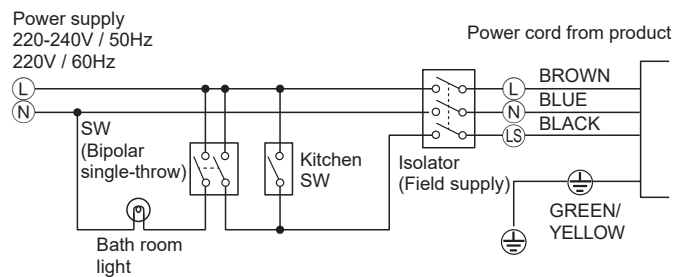 Power supply
220-240V / 50Hz
220V / 60Hz
Power cord from product
L
N
SW
(Bipolar
single-throw)
Kitchen
SW
Isolator
(Field supply)
L
BROWN
N
BLUE
LS
BLACK
GREEN/
YELLOW
Bath room
light